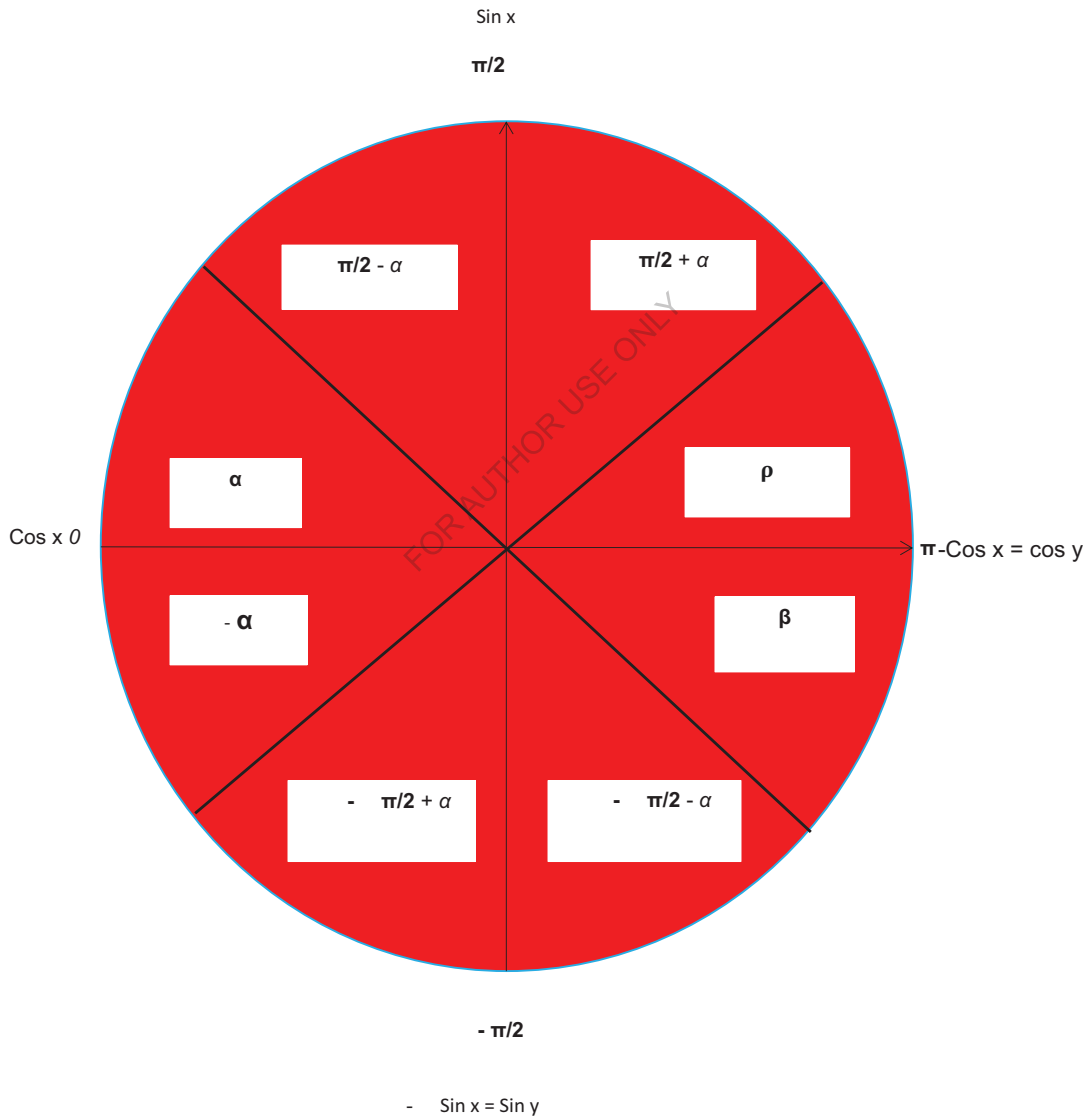 Sin x
π/2
π/2 - α
π/2 + α
FOR AUTHOR USE ONLY
α
ρ
Cos x 0
π -Cos x = cos y
- α
β
- π/2 + α
- π/2 - α
- π/2
- Sin x = Sin y